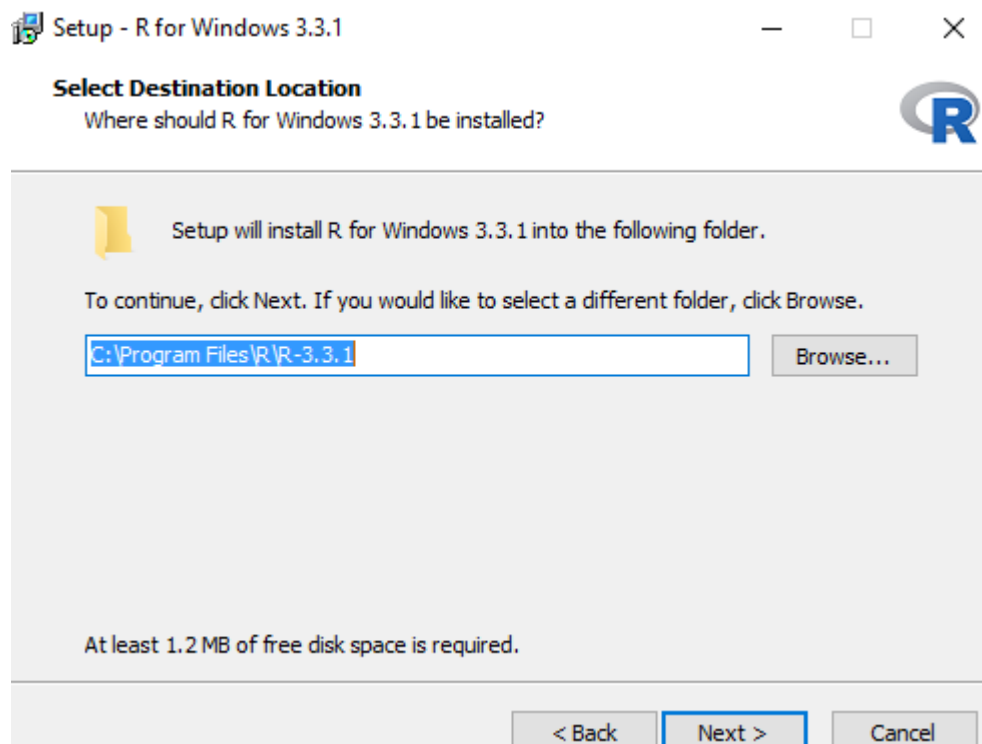 Setup - R for Windows 3.3.1
Select Destination Location
Where should R for Windows 3.3.1 be installed?
R
Setup will install R for Windows 3.3.1 into the following folder.
To continue, click Next. If you would like to select a different folder, click Browse.
C:\Program Files\R\R-3.3.1
Browse...
At least 1.2 MB of free disk space is required.
< Back
Next >
Cancel